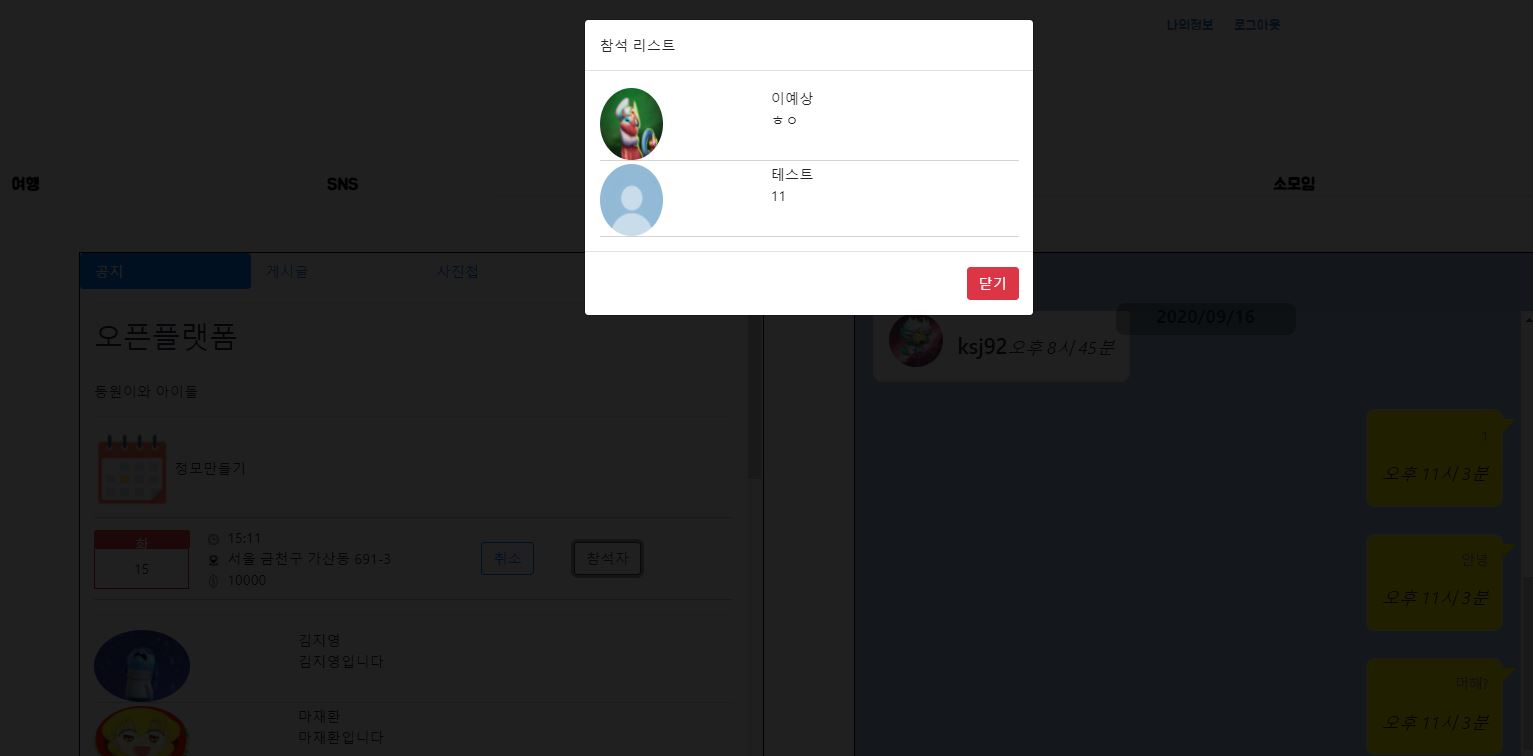 나의정보 로그아웃
참석 리스트
이예상
ㅎㅇ
테스트
11
닫기
여행 SNS 소모임
공지 게시글 사진첩
오픈플랫폼
동원이와 아이들
정모만들기
화
15
15:11
서울 금천구 가산동 691-3
10000
취소 참석자
김지영
김지영입니다
마재환
마재환입니다
2020/09/16
ksj92 오후 8시 45분
1
오후 11시 3분
안녕
오후 11시 3분
머해?
오후 11시 3분